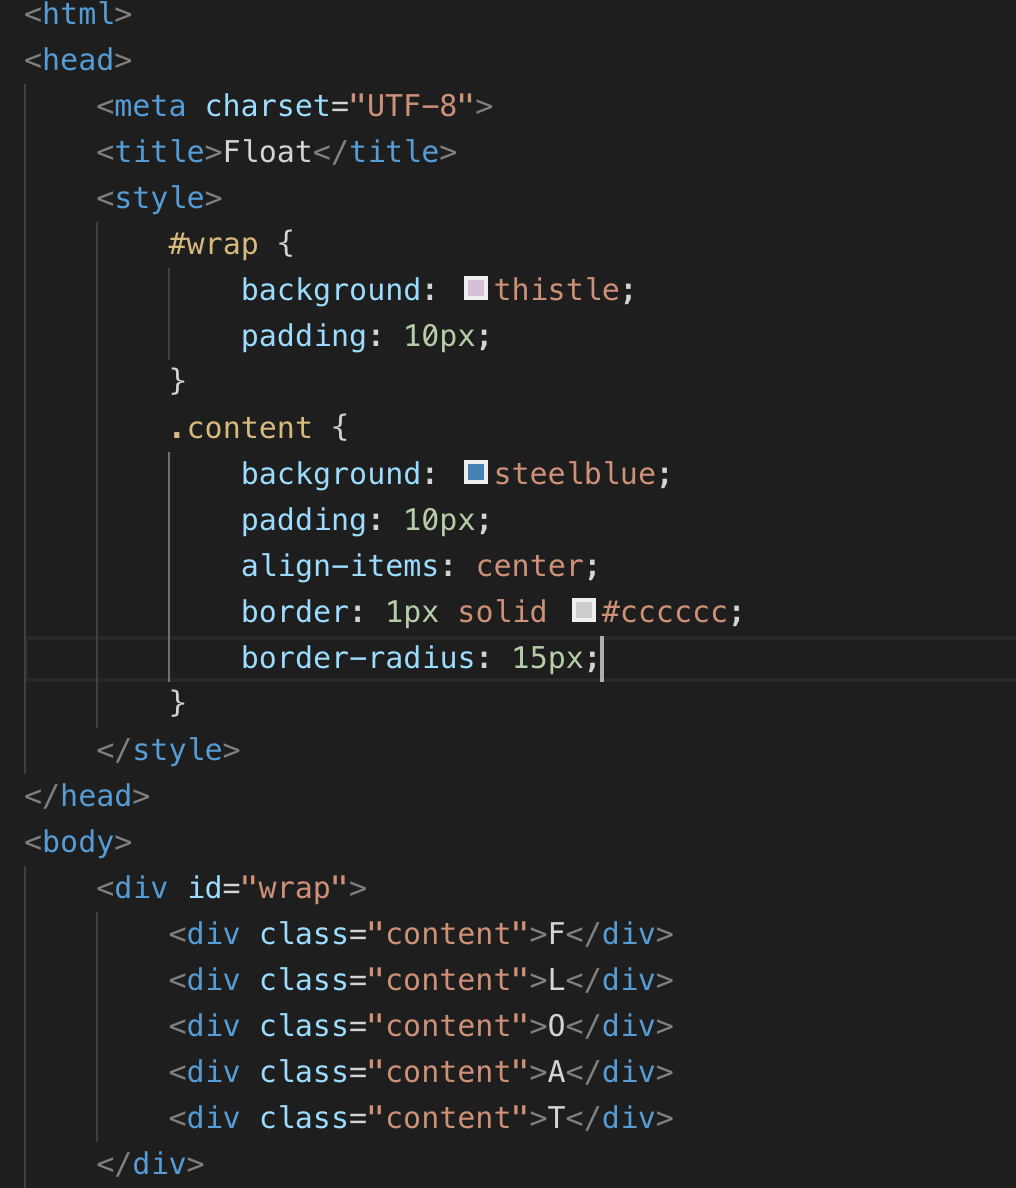 <html>
<head>
    <meta charset="UTF-8">
    <title>Float</title>
    <style>
        #wrap {
            background: thistle;
            padding: 10px;
        }
        .content {
            background: steelblue;
            padding: 10px;
            align-items: center;
            border: 1px solid #cccccc;
            border-radius: 15px;
        }
    </style>
</head>
<body>
    <div id="wrap">
        <div class="content">F</div>
        <div class="content">L</div>
        <div class="content">O</div>
        <div class="content">A</div>
        <div class="content">T</div>
    </div>